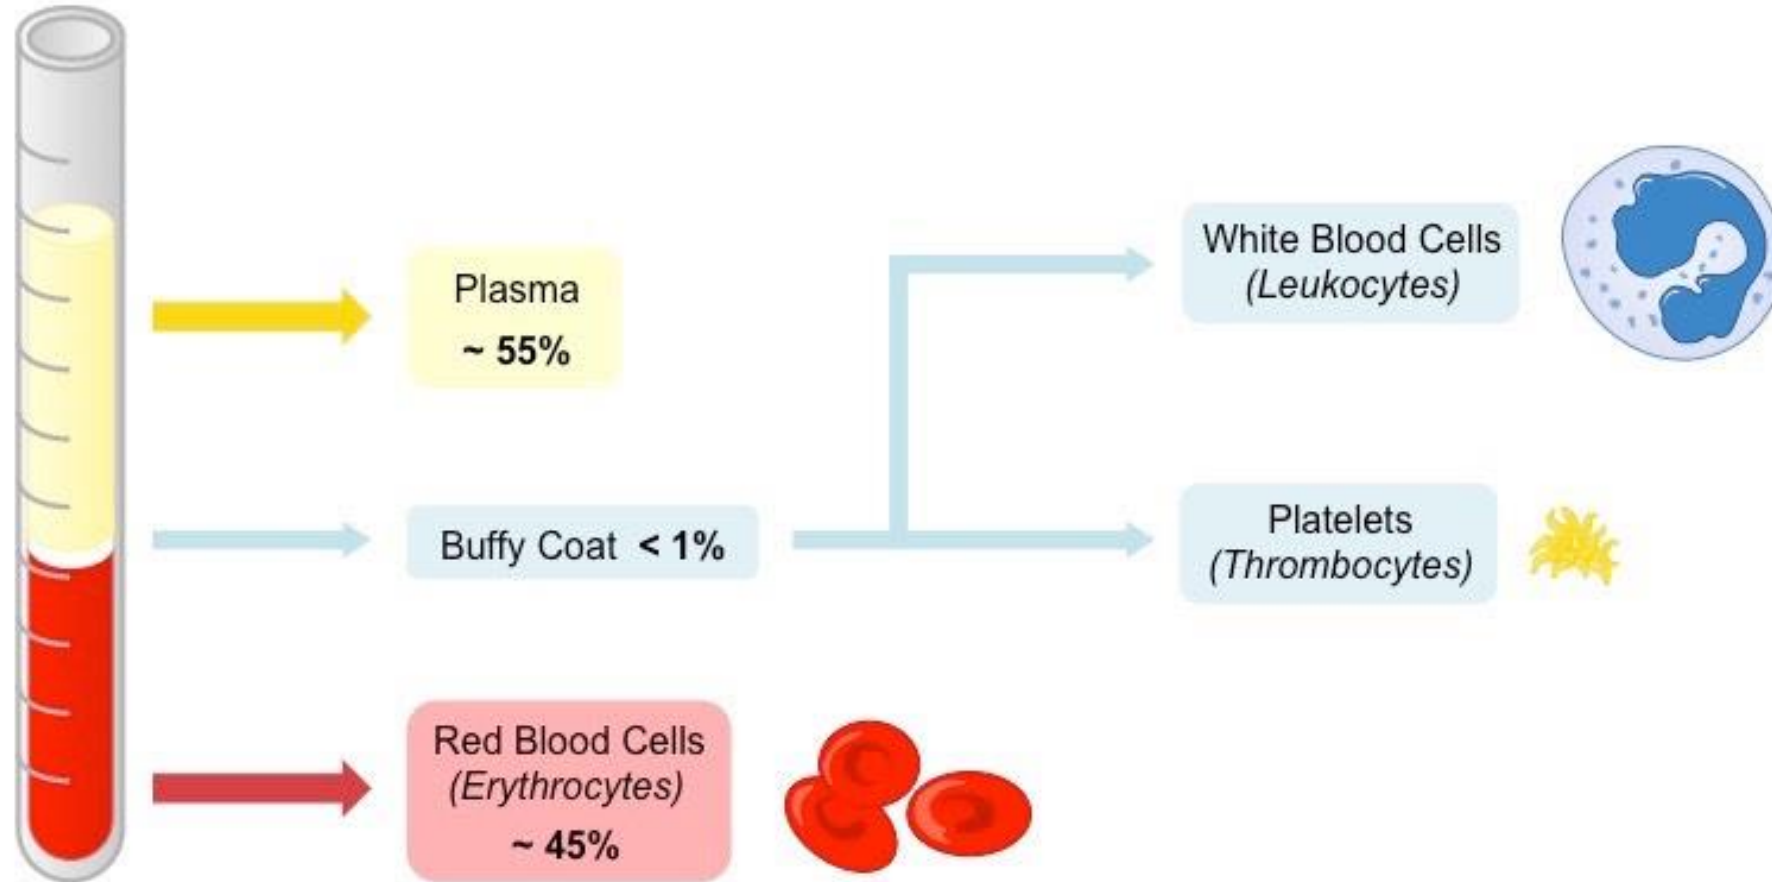 Plasma
~ 55%
Buffy Coat < 1%
Red Blood Cells
(Erythrocytes)
~ 45%
White Blood Cells
(Leukocytes)
Platelets
(Thrombocytes)